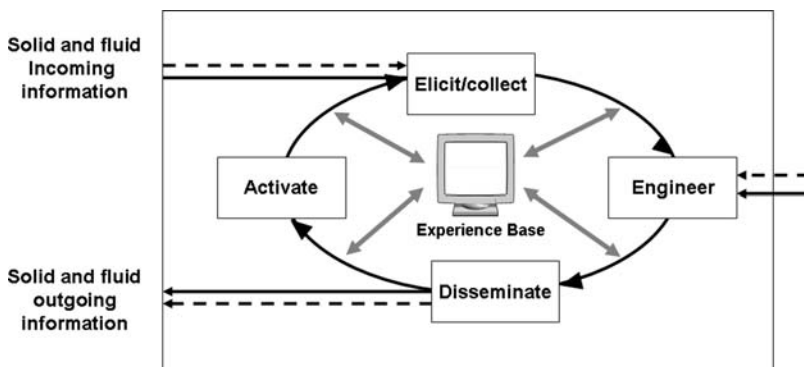 Solid and fluid
Incoming
information
Elicit/collect
Activate
Engineer
Experience Base
Solid and fluid
outgoing
information
Disseminate